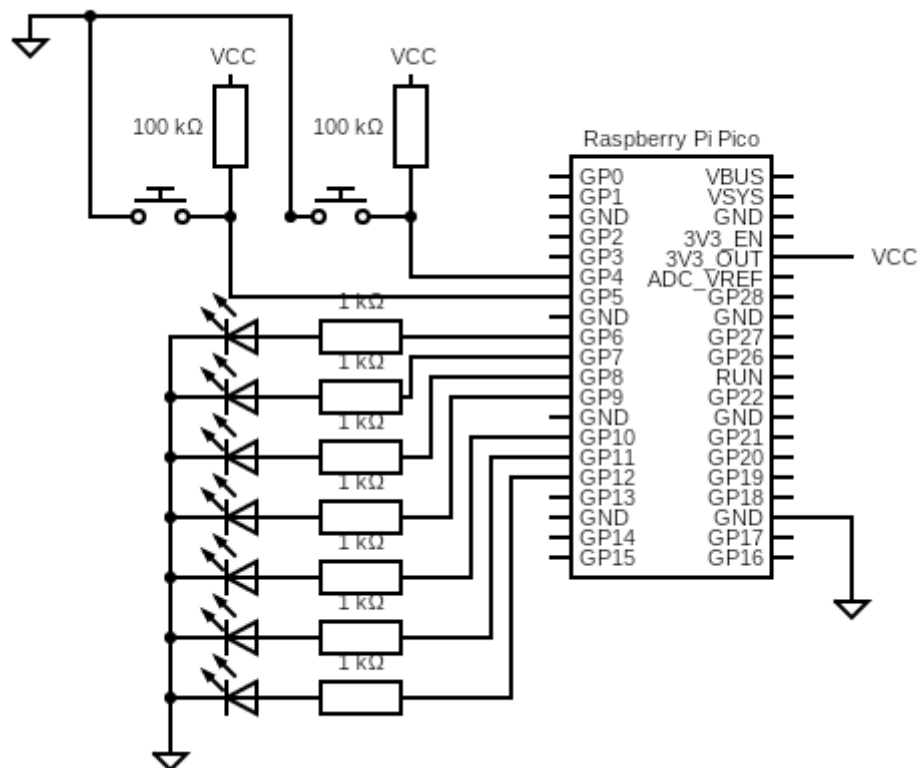 VCC
VCC
100 kΩ
100 kΩ
Raspberry Pi Pico
GP0 VBUS
GP1 VSYS
GND GND
GP2 3V3_EN
GP3 3V3_OUT VCC
GP4 ADC_VREF
GP5 GP28
1 kΩ
GND GND
GP6 GP27
GP7 GP26
1 kΩ
GP8 RUN
GP9 GP22
GND GND
1 kΩ
GP10 GP21
GP11 GP20
GP12 GP19
1 kΩ
GP13 GP18
GND GND
GP14 GP17
1 kΩ
GP15 GP16
1 kΩ
1 kΩ